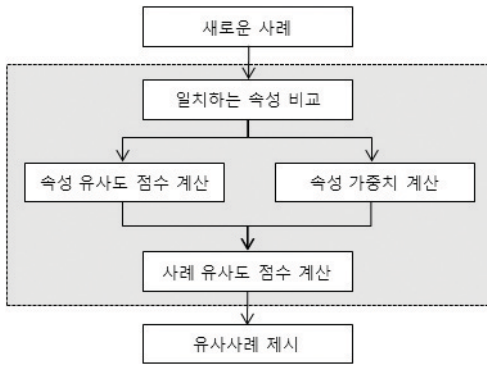 새로운 사례
일치하는 속성 비교
속성 유사도 점수 계산
속성 가중치 계산
사례 유사도 점수 계산
유사사례 제시